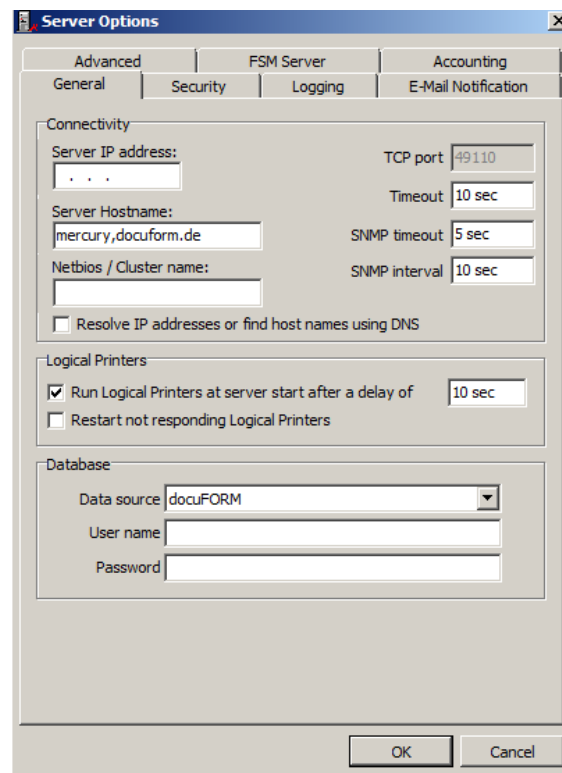 Server Options
Advanced FSM Server Accounting
General Security Logging E-Mail Notification
Connectivity
Server IP address:
. . .
TCP port 49110
Timeout 10 sec
Server Hostname:
mercury,docuform.de
SNMP timeout 5 sec
Netbios / Cluster name:
SNMP interval 10 sec
Resolve IP addresses or find host names using DNS
Logical Printers
Run Logical Printers at server start after a delay of 10 sec
Restart not responding Logical Printers
Database
Data source docuFORM
User name
Password
OK Cancel